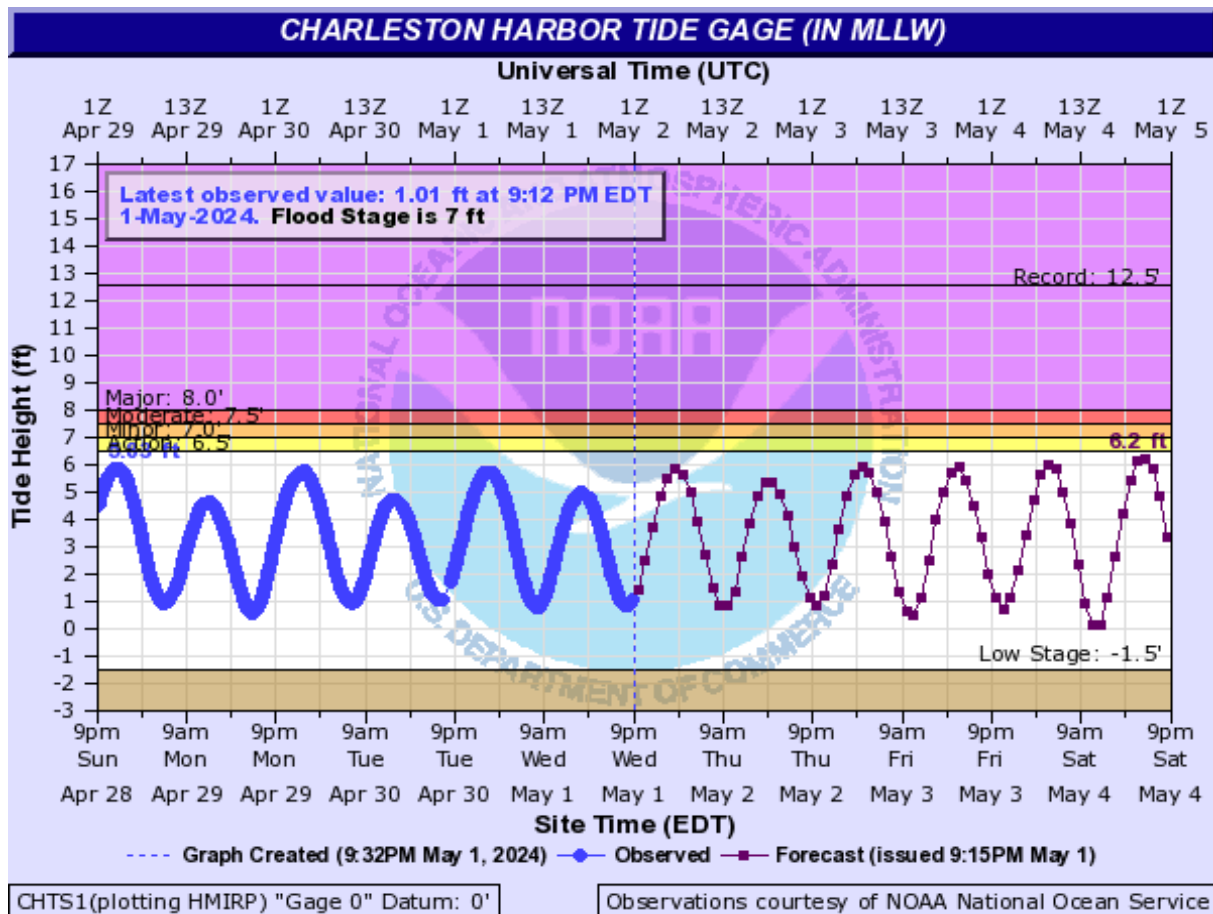 CHARLESTON HARBOR TIDE GAGE (IN MLLW)
Universal Time (UTC)
1Z 13Z 1Z 13Z 1Z 13Z 1Z 13Z 1Z 13Z 1Z 13Z 1Z
Apr 29 Apr 29 Apr 30 Apr 30 May 1 May 1 May 2 May 2 May 3 May 3 May 4 May 4 May 5
17
16
15
14
13
12
11
10
9
8
7
6
5
4
3
2
1
0
-1
-2
-3
Tide Height (ft)
Latest observed value: 1.01 ft at 9:12 PM EDT
1-May-2024. Flood Stage is 7 ft
Record: 12.5'
Major: 8.0'
Moderate: 7.5'
Minor: 7.0'
Action: 6.5'
6.2 ft
Low Stage: -1.5'
NATIONAL OCEANIC AND ATMOSPHERIC ADMINISTRATION
NOAA
U.S. DEPARTMENT OF COMMERCE
9pm 9am 9pm 9am 9pm 9am 9pm 9am 9pm 9am 9pm 9am 9pm
Sun Mon Mon Tue Tue Wed Wed Thu Thu Fri Fri Sat Sat
Apr 28 Apr 29 Apr 29 Apr 30 Apr 30 May 1 May 1 May 2 May 2 May 3 May 3 May 4 May 4
Site Time (EDT)
Graph Created (9:32PM May 1, 2024) Observed Forecast (issued 9:15PM May 1)
CHTS1(plotting HMIRP) "Gage 0" Datum: 0'
Observations courtesy of NOAA National Ocean Service